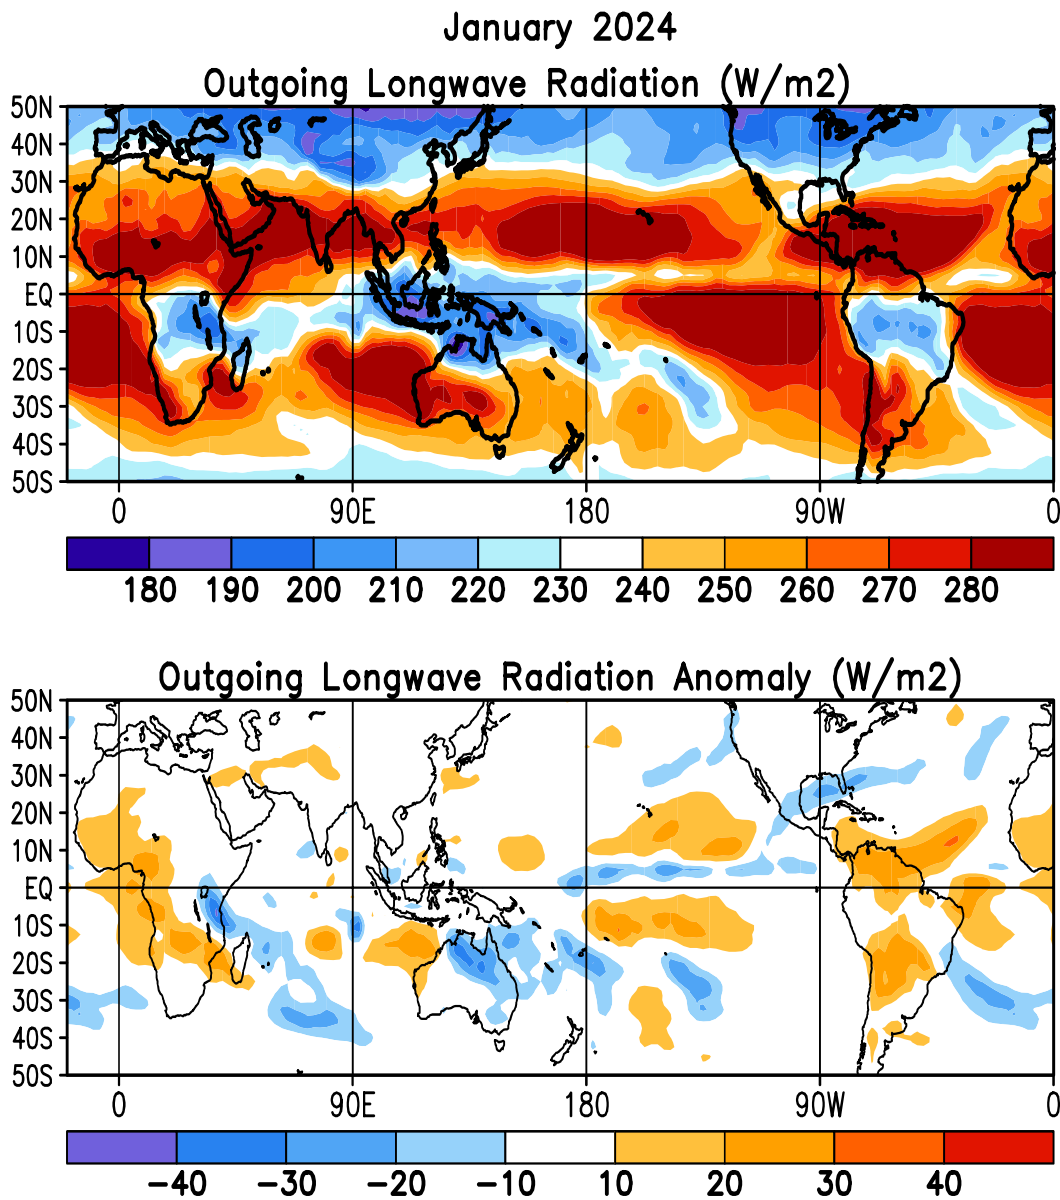 January 2024
Outgoing Longwave Radiation (W/m2)
50N
40N
30N
20N
10N
EQ
10S
20S
30S
40S
50S
0 90E 180 90W 0
180 190 200 210 220 230 240 250 260 270 280
Outgoing Longwave Radiation Anomaly (W/m2)
50N
40N
30N
20N
10N
EQ
10S
20S
30S
40S
50S
0 90E 180 90W 0
−40 −30 −20 −10 10 20 30 40